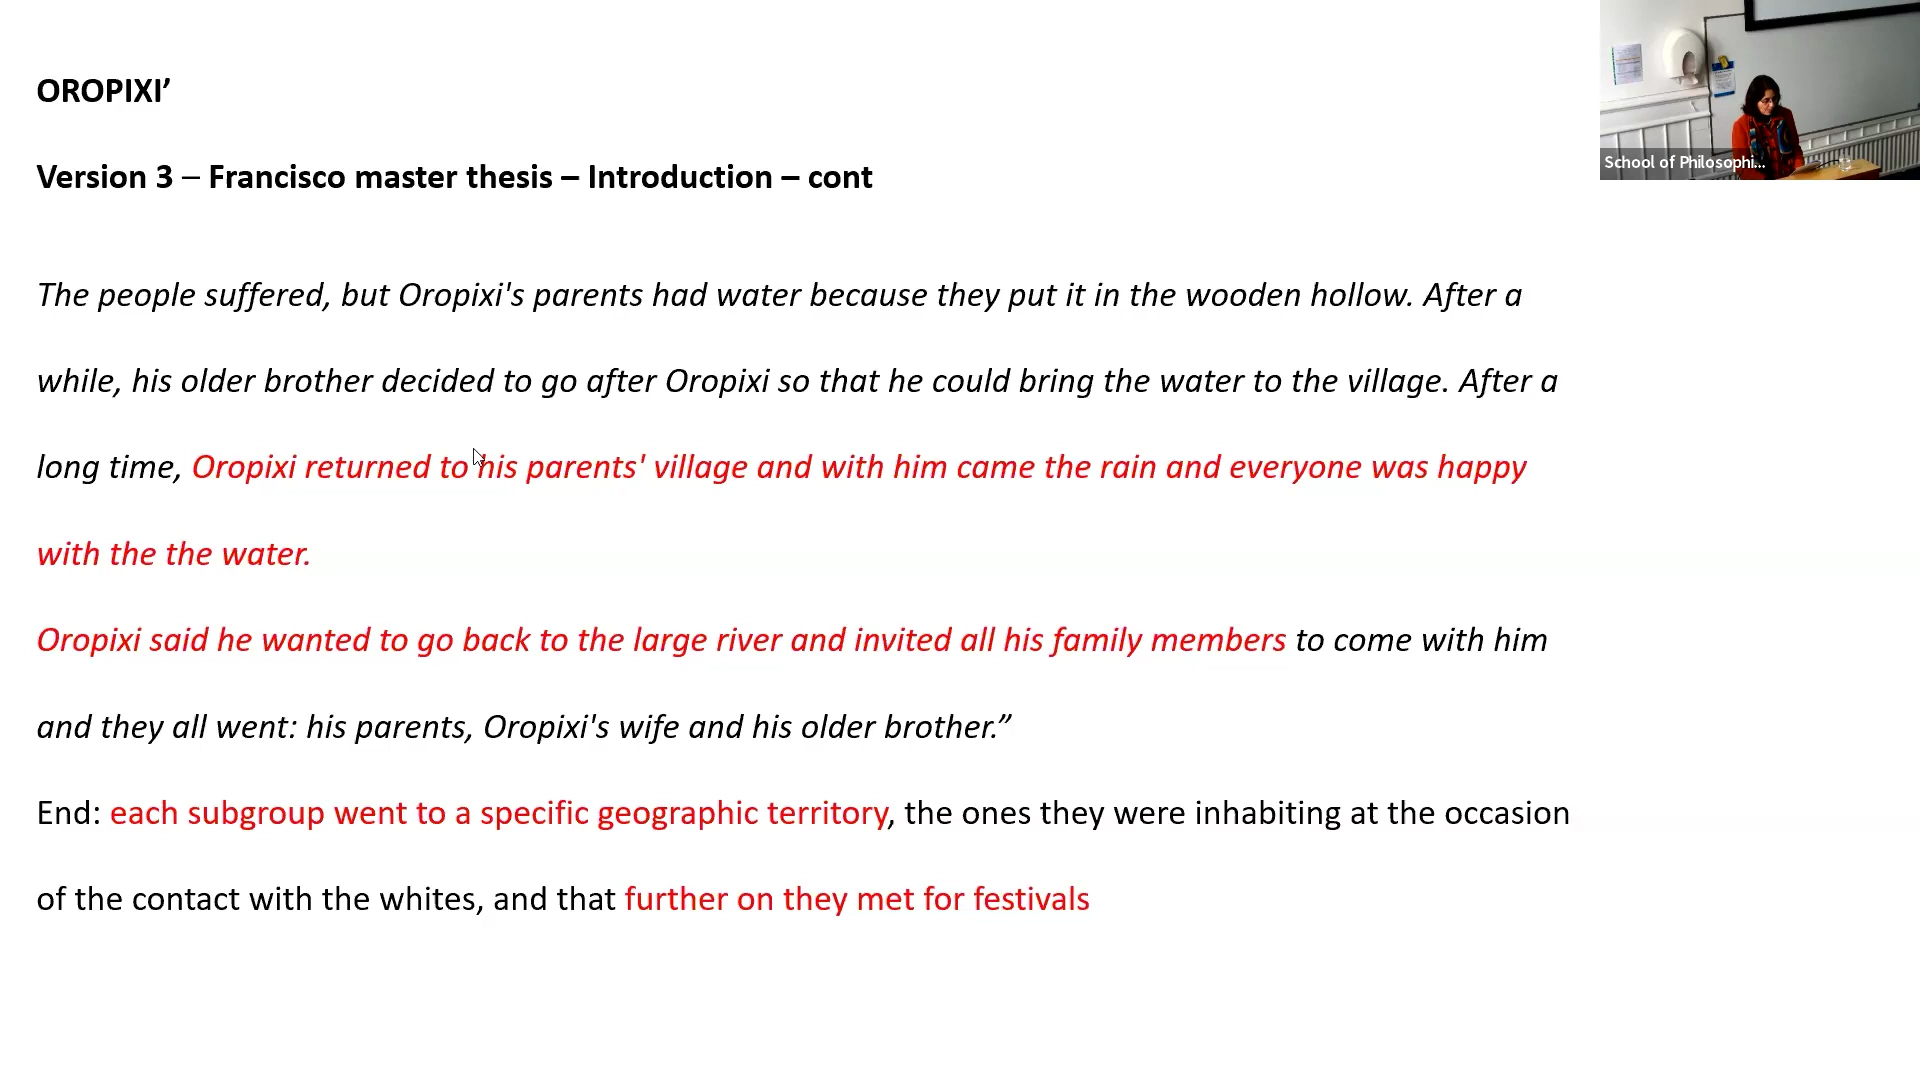 OROPIXI’
Version 3 – Francisco master thesis – Introduction – cont
The people suffered, but Oropixi's parents had water because they put it in the wooden hollow. After a
while, his older brother decided to go after Oropixi so that he could bring the water to the village. After a
long time, Oropixi returned to his parents' village and with him came the rain and everyone was happy
with the the water.
Oropixi said he wanted to go back to the large river and invited all his family members to come with him
and they all went: his parents, Oropixi's wife and his older brother.”
End: each subgroup went to a specific geographic territory, the ones they were inhabiting at the occasion
of the contact with the whites, and that further on they met for festivals
School of Philosophi...